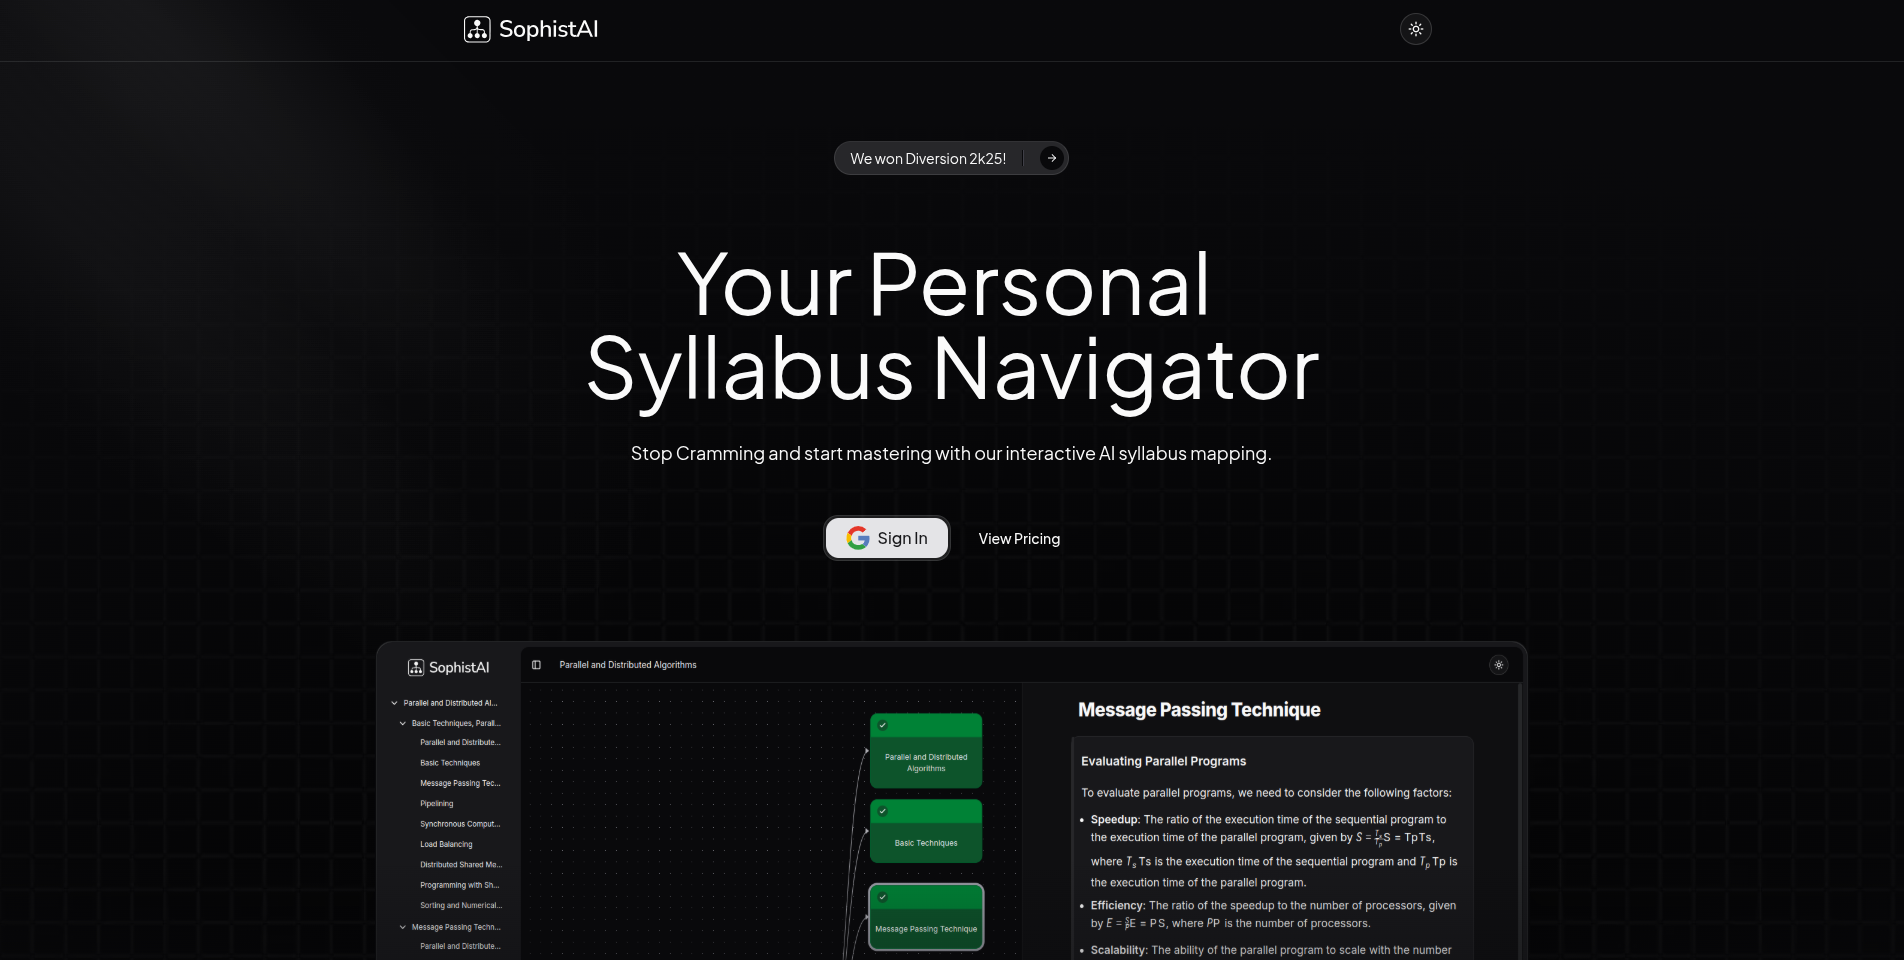 SophistAI
We won Diversion 2k25!
Your Personal
Syllabus Navigator
Stop Cramming and start mastering with our interactive AI syllabus mapping.
Sign In
View Pricing
SophistAI
Parallel and Distributed Al...
Basic Techniques, Parall...
Parallel and Distribute...
Basic Techniques
Message Passing Tec...
Pipelining
Synchronous Comput...
Load Balancing
Distributed Shared Me...
Programming with Sh...
Sorting and Numerical...
Message Passing Techn...
Parallel and Distribute...
Parallel and Distributed Algorithms
Parallel and Distributed
Algorithms
Basic Techniques
Message Passing Technique
Message Passing Technique
Evaluating Parallel Programs
To evaluate parallel programs, we need to consider the following factors:
• Speedup: The ratio of the execution time of the sequential program to
the execution time of the parallel program, given by S = Ts/Tp S = TpTs,
where Ts Ts is the execution time of the sequential program and Tp Tp is
the execution time of the parallel program.
• Efficiency: The ratio of the speedup to the number of processors, given
by E = S/P E = PS, where PP is the number of processors.
• Scalability: The ability of the parallel program to scale with the number